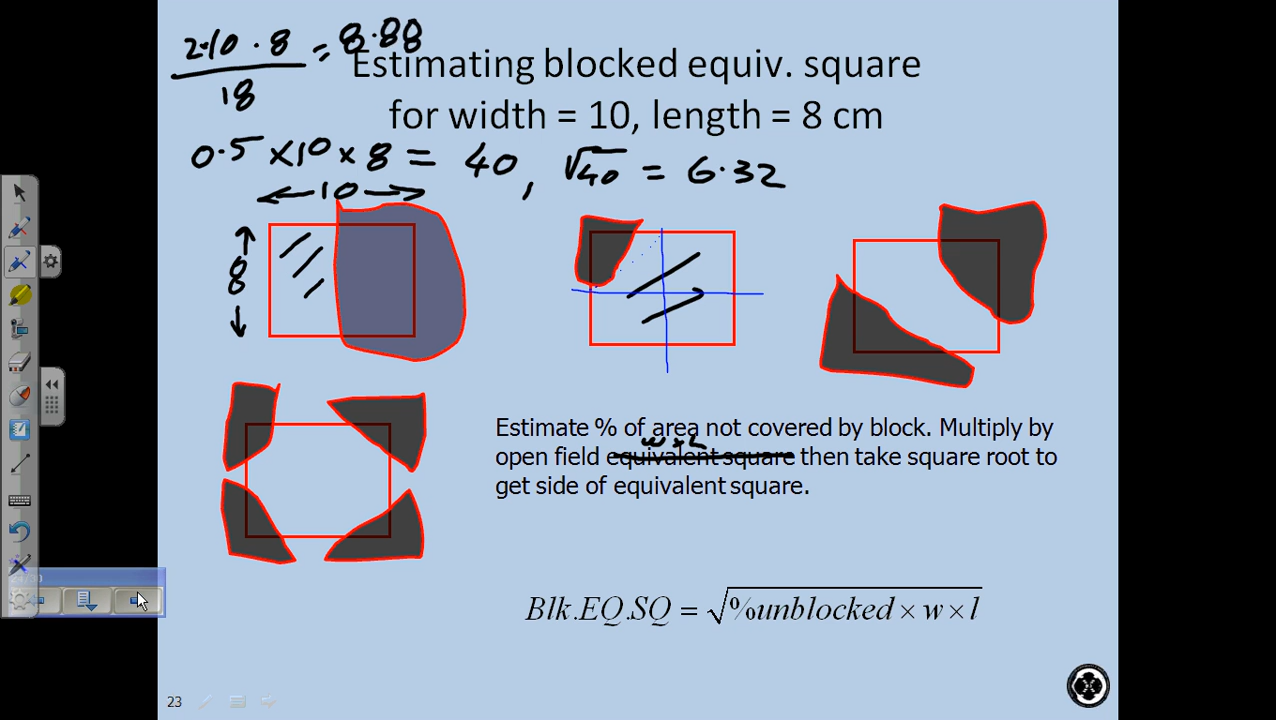 2·10 · 8 = 8.88
18
Estimating blocked equiv. square
for width = 10, length = 8 cm
0.5 ×10 × 8 = 40, √40 = 6.32
10
8
Estimate % of area not covered by block. Multiply by
w × L
open field equivalent square then take square root to
get side of equivalent square.
Blk.EQ.SQ = √%unblocked × w × l
23